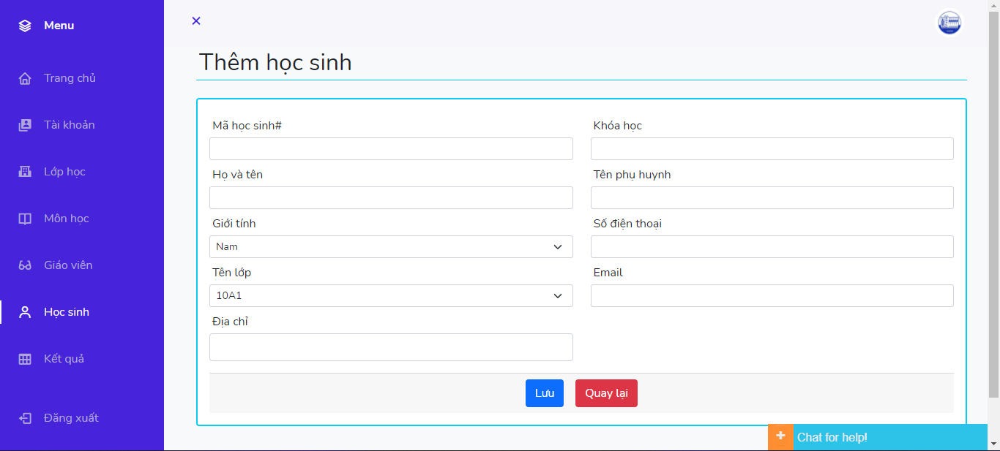 Menu
Trang chủ
Tài khoản
Lớp học
Môn học
Giáo viên
Học sinh
Kết quả
Đăng xuất
Thêm học sinh
Mã học sinh#
Khóa học
Họ và tên
Tên phụ huynh
Giới tính
Số điện thoại
Nam
Tên lớp
Email
10A1
Địa chỉ
Lưu
Quay lại
Chat for help!